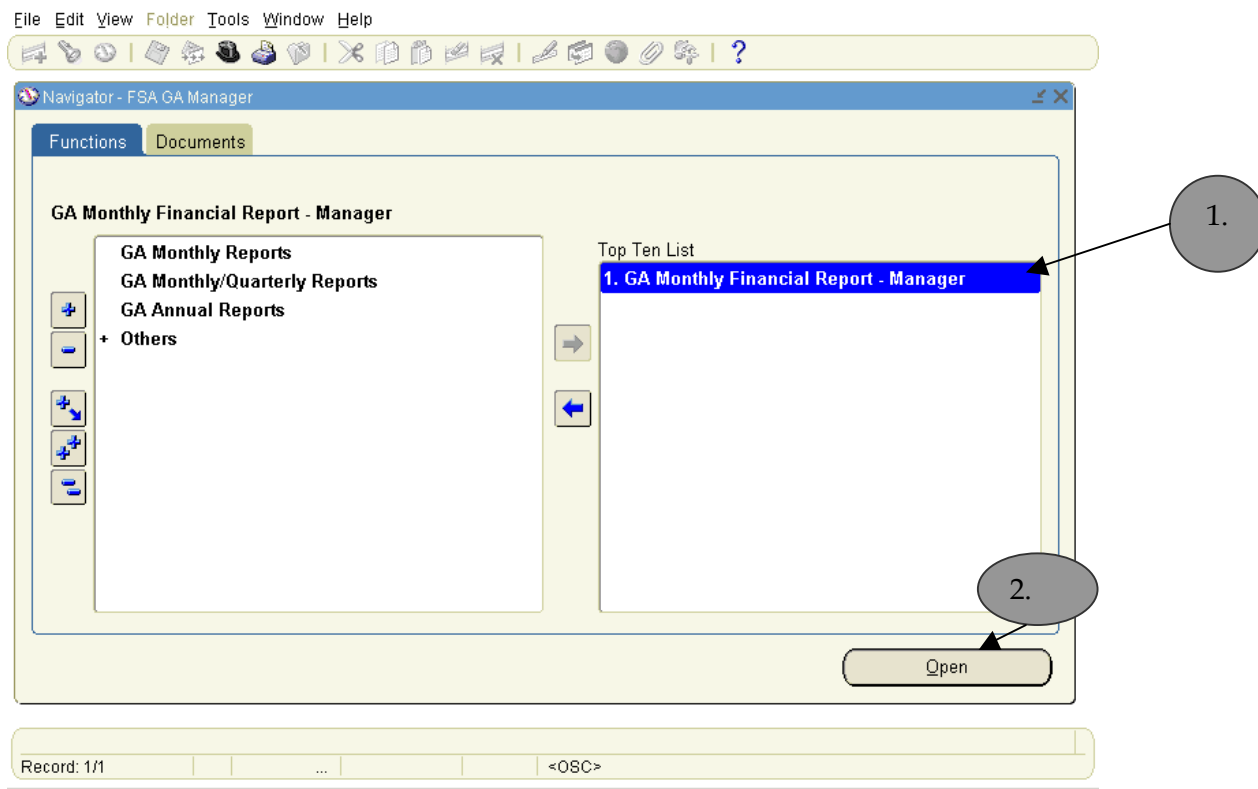 File Edit View Folder Tools Window Help
?
Navigator - FSA GA Manager
Functions Documents
GA Monthly Financial Report - Manager
GA Monthly Reports
GA Monthly/Quarterly Reports
GA Annual Reports
+ Others
Top Ten List
1. GA Monthly Financial Report - Manager
1.
2.
Open
Record: 1/1 ... <OSC>